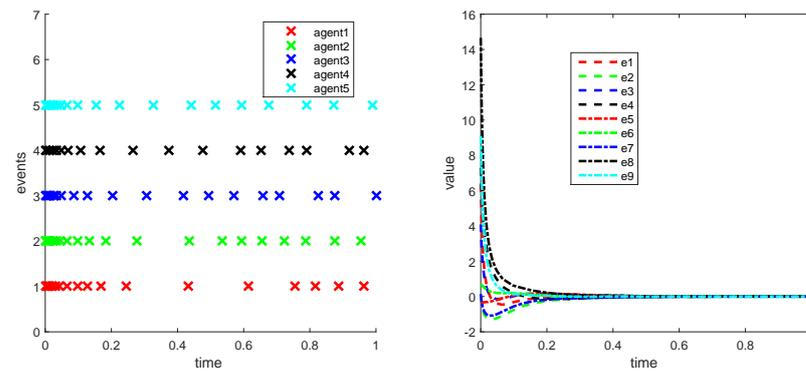 7
6
5
4
3
2
1
0
events
0 0.2 0.4 0.6 0.8 1
time
agent1
agent2
agent3
agent4
agent5
16
14
12
10
8
6
4
2
0
-2
value
0 0.2 0.4 0.6 0.8
time
e1
e2
e3
e4
e5
e6
e7
e8
e9